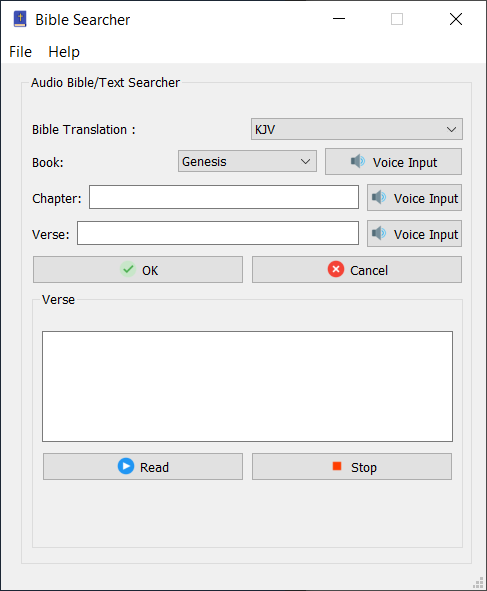 Bible Searcher
File Help
Audio Bible/Text Searcher
Bible Translation : KJV
Book: Genesis Voice Input
Chapter: Voice Input
Verse: Voice Input
OK Cancel
Verse
Read Stop